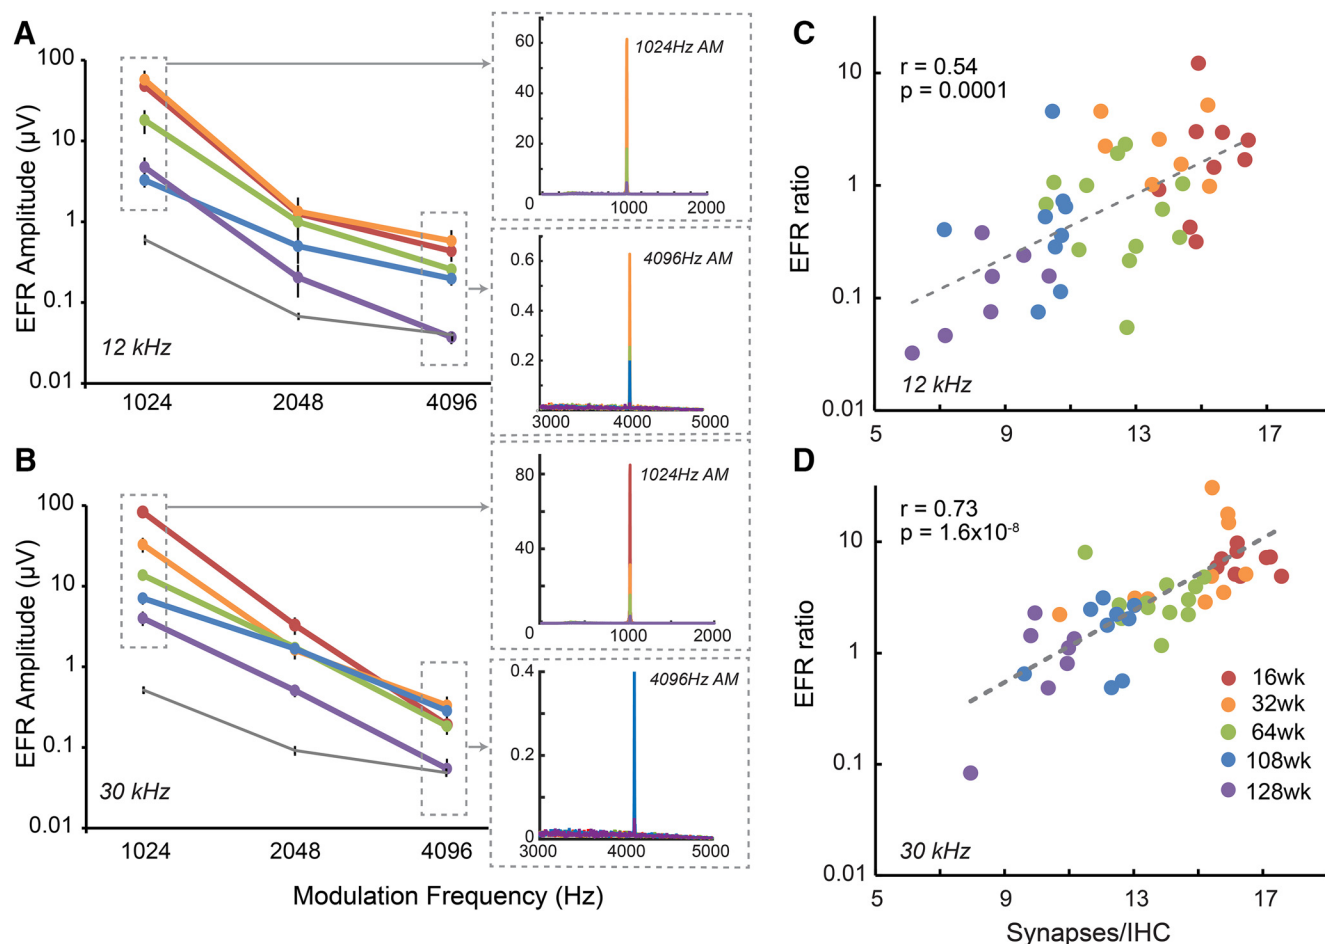 A
EFR Amplitude (µV)
100
10
1
0.1
0.01
12 kHz
1024
2048
4096
60
40
20
0
1024Hz AM
0
1000
2000
0.6
0.4
0.2
0
4096Hz AM
3000
4000
5000
B
EFR Amplitude (µV)
100
10
1
0.1
0.01
30 kHz
1024
2048
4096
Modulation Frequency (Hz)
80
40
0
1024Hz AM
0
1000
2000
0.4
0.2
0
4096Hz AM
3000
4000
5000
C
r = 0.54
p = 0.0001
EFR ratio
10
1
0.1
0.01
12 kHz
5
9
13
17
D
r = 0.73
p = 1.6x10⁻⁸
EFR ratio
10
1
0.1
0.01
16wk
32wk
64wk
108wk
128wk
30 kHz
5
9
13
17
Synapses/IHC